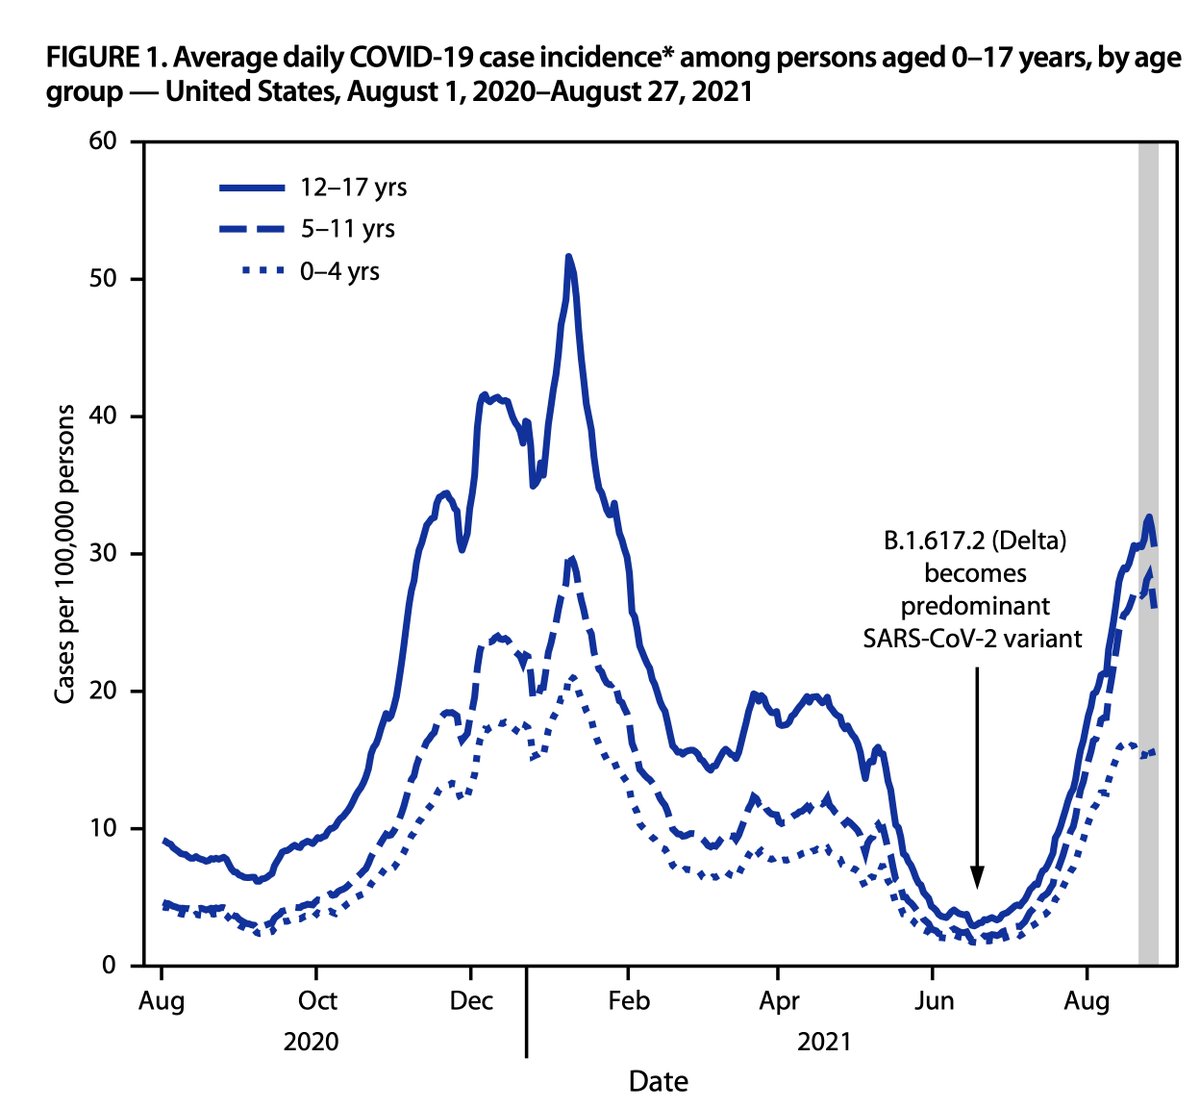 FIGURE 1. Average daily COVID-19 case incidence* among persons aged 0–17 years, by age
group — United States, August 1, 2020–August 27, 2021
60
50
40
30
20
10
0
Cases per 100,000 persons
12–17 yrs
5–11 yrs
0–4 yrs
B.1.617.2 (Delta)
becomes
predominant
SARS-CoV-2 variant
Aug Oct Dec Feb Apr Jun Aug
2020 2021
Date